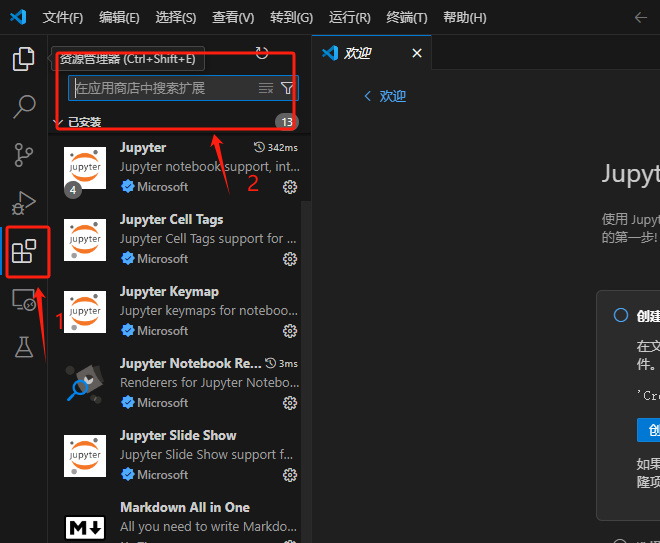 文件(F) 编辑(E) 选择(S) 查看(V) 转到(G) 运行(R) 终端(T) 帮助(H)
资源管理器 (Ctrl+Shift+E)
在应用商店中搜索扩展
已安装 13
Jupyter 342ms
Jupyter notebook support, int...
Microsoft
4
Jupyter Cell Tags
Jupyter Cell Tags support for ...
Microsoft
Jupyter Keymap
Jupyter keymaps for noteboo...
Microsoft
Jupyter Notebook Re... 3ms
Renderers for Jupyter Notebo...
Microsoft
Jupyter Slide Show
Jupyter Slide Show support f...
Microsoft
Markdown All in One
All you need to write Markdo...
jupyter
jupyter
jupyter
jupyter
M
1
2
欢迎
欢迎
Jupyt
使用 Jupyt
的第一步!
创建
在文
件。
'Cre
创
如果
隆项